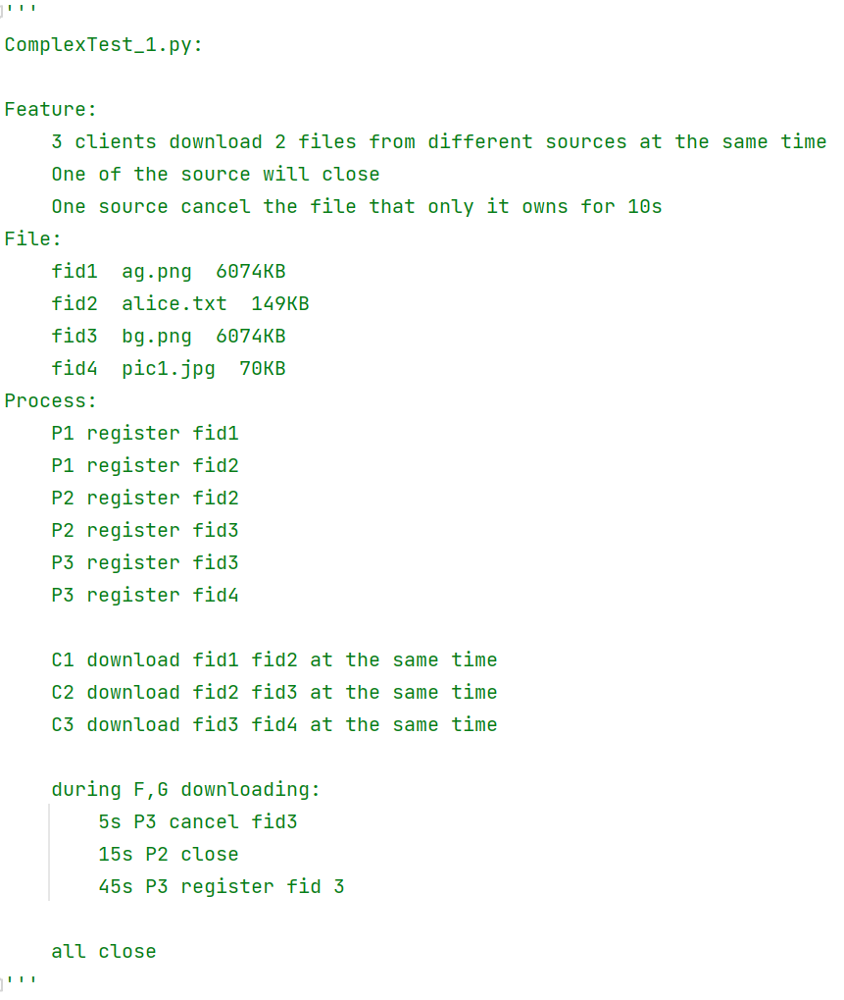 '''
ComplexTest_1.py:
Feature:
3 clients download 2 files from different sources at the same time
One of the source will close
One source cancel the file that only it owns for 10s
File:
fid1  ag.png  6074KB
fid2  alice.txt  149KB
fid3  bg.png  6074KB
fid4  pic1.jpg  70KB
Process:
P1 register fid1
P1 register fid2
P2 register fid2
P2 register fid3
P3 register fid3
P3 register fid4
C1 download fid1 fid2 at the same time
C2 download fid2 fid3 at the same time
C3 download fid3 fid4 at the same time
during F,G downloading:
5s P3 cancel fid3
15s P2 close
45s P3 register fid 3
all close
'''